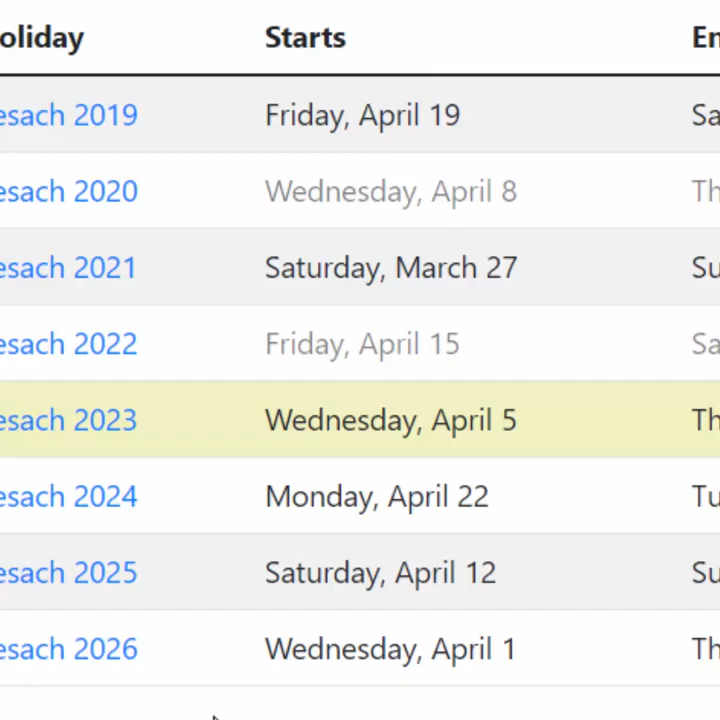 oliday Starts En
esach 2019 Friday, April 19 Sa
esach 2020 Wednesday, April 8 Th
esach 2021 Saturday, March 27 Su
esach 2022 Friday, April 15 Sa
esach 2023 Wednesday, April 5 Th
esach 2024 Monday, April 22 Tu
esach 2025 Saturday, April 12 Su
esach 2026 Wednesday, April 1 Th